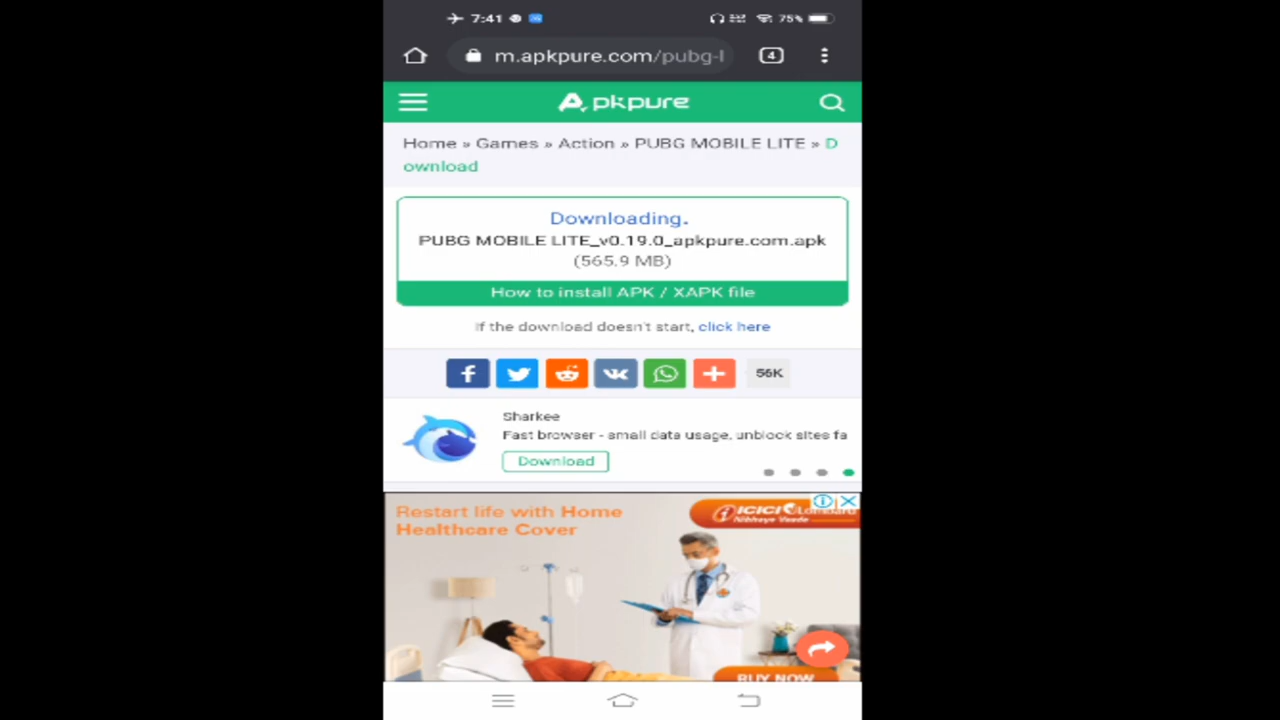 7:41 75%
m.apkpure.com/pubg-l 4
Apkpure
Home » Games » Action » PUBG MOBILE LITE » D
ownload
Downloading.
PUBG MOBILE LITE_v0.19.0_apkpure.com.apk
(565.9 MB)
How to install APK / XAPK file
If the download doesn't start, click here
56K
Sharkee
Fast browser - small data usage, unblock sites fa
Download
Restart life with Home
Healthcare Cover
ICICI Lombard
Nibhaye Vaade
BUY NOW